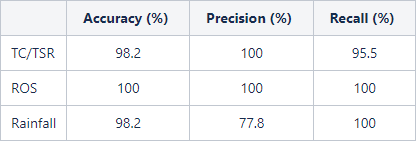 Accuracy (%) Precision (%) Recall (%)
TC/TSR 98.2 100 95.5
ROS 100 100 100
Rainfall 98.2 77.8 100